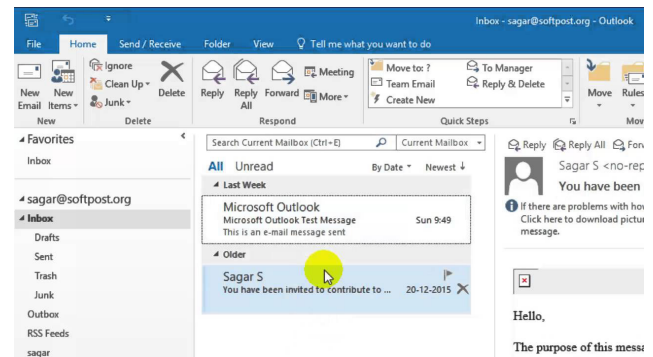 Inbox - sagar@softpost.org - Outlook
File Home Send / Receive Folder View Tell me what you want to do
New Email
New Items
Ignore
Clean Up
Junk
Delete
Reply
Reply All
Forward
Meeting
More
Move to: ?
Team Email
Create New
To Manager
Reply & Delete
Move
Rules
New Delete Respond Quick Steps Mov
Favorites
Inbox
sagar@softpost.org
Inbox
Drafts
Sent
Trash
Junk
Outbox
RSS Feeds
sagar
Search Current Mailbox (Ctrl+E) Current Mailbox
All Unread By Date Newest ↓
Last Week
Microsoft Outlook
Microsoft Outlook Test Message Sun 9:49
This is an e-mail message sent
Older
Sagar S
You have been invited to contribute to ... 20-12-2015
Reply Reply All Forw
Sagar S <no-rep
You have been
If there are problems with how
Click here to download pictur
message.
Hello,
The purpose of this messa